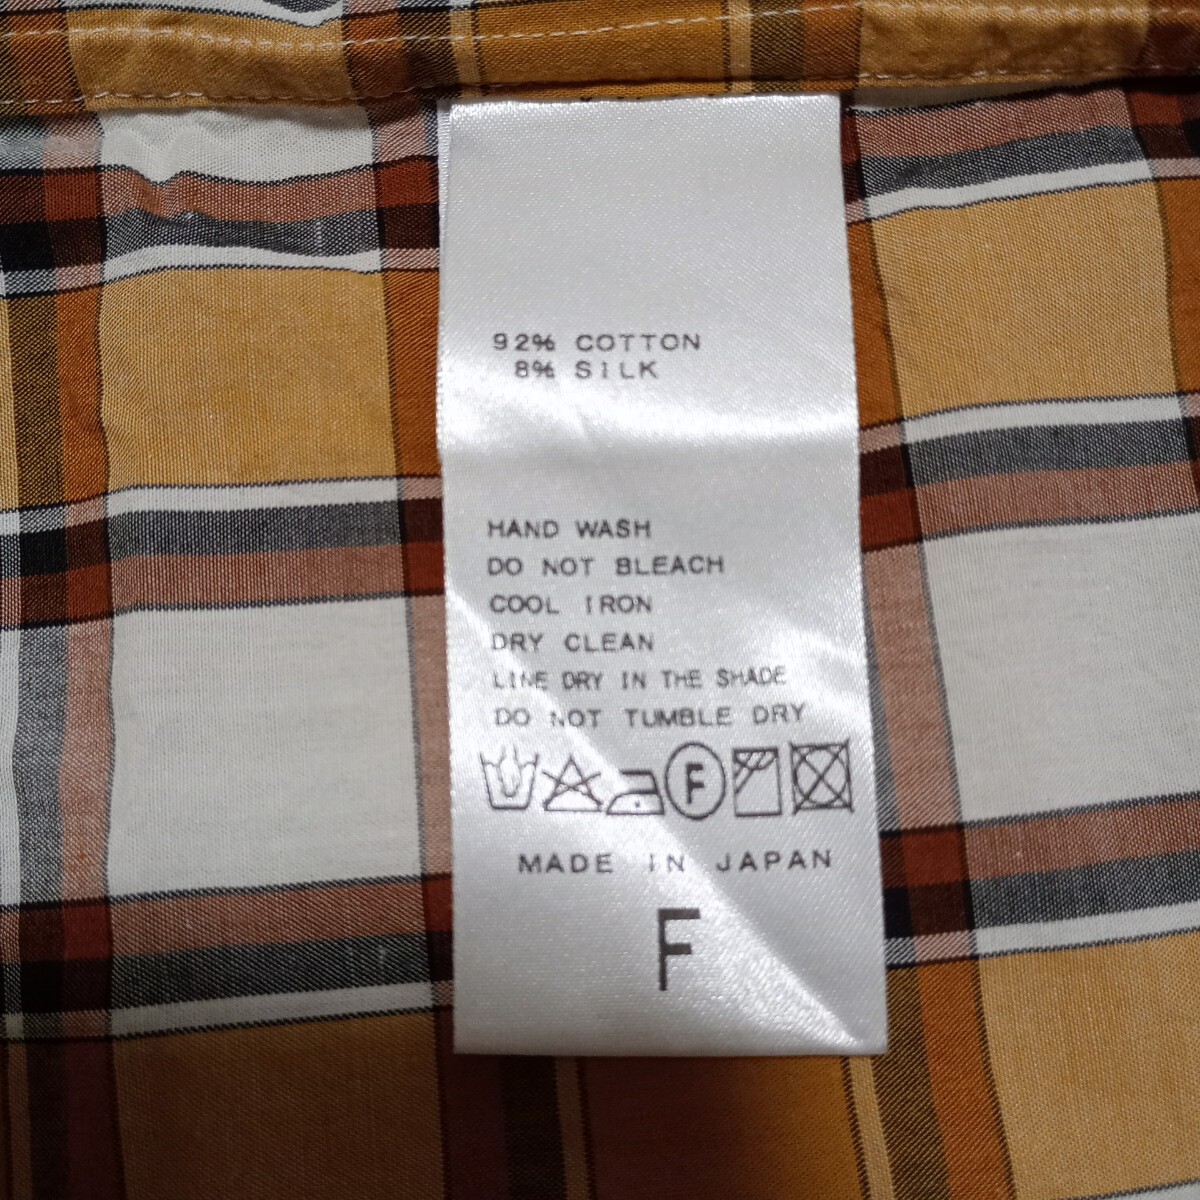 92% COTTON
8% SILK
HAND WASH
DO NOT BLEACH
COOL IRON
DRY CLEAN
LINE DRY IN THE SHADE
DO NOT TUMBLE DRY
F
MADE IN JAPAN
F